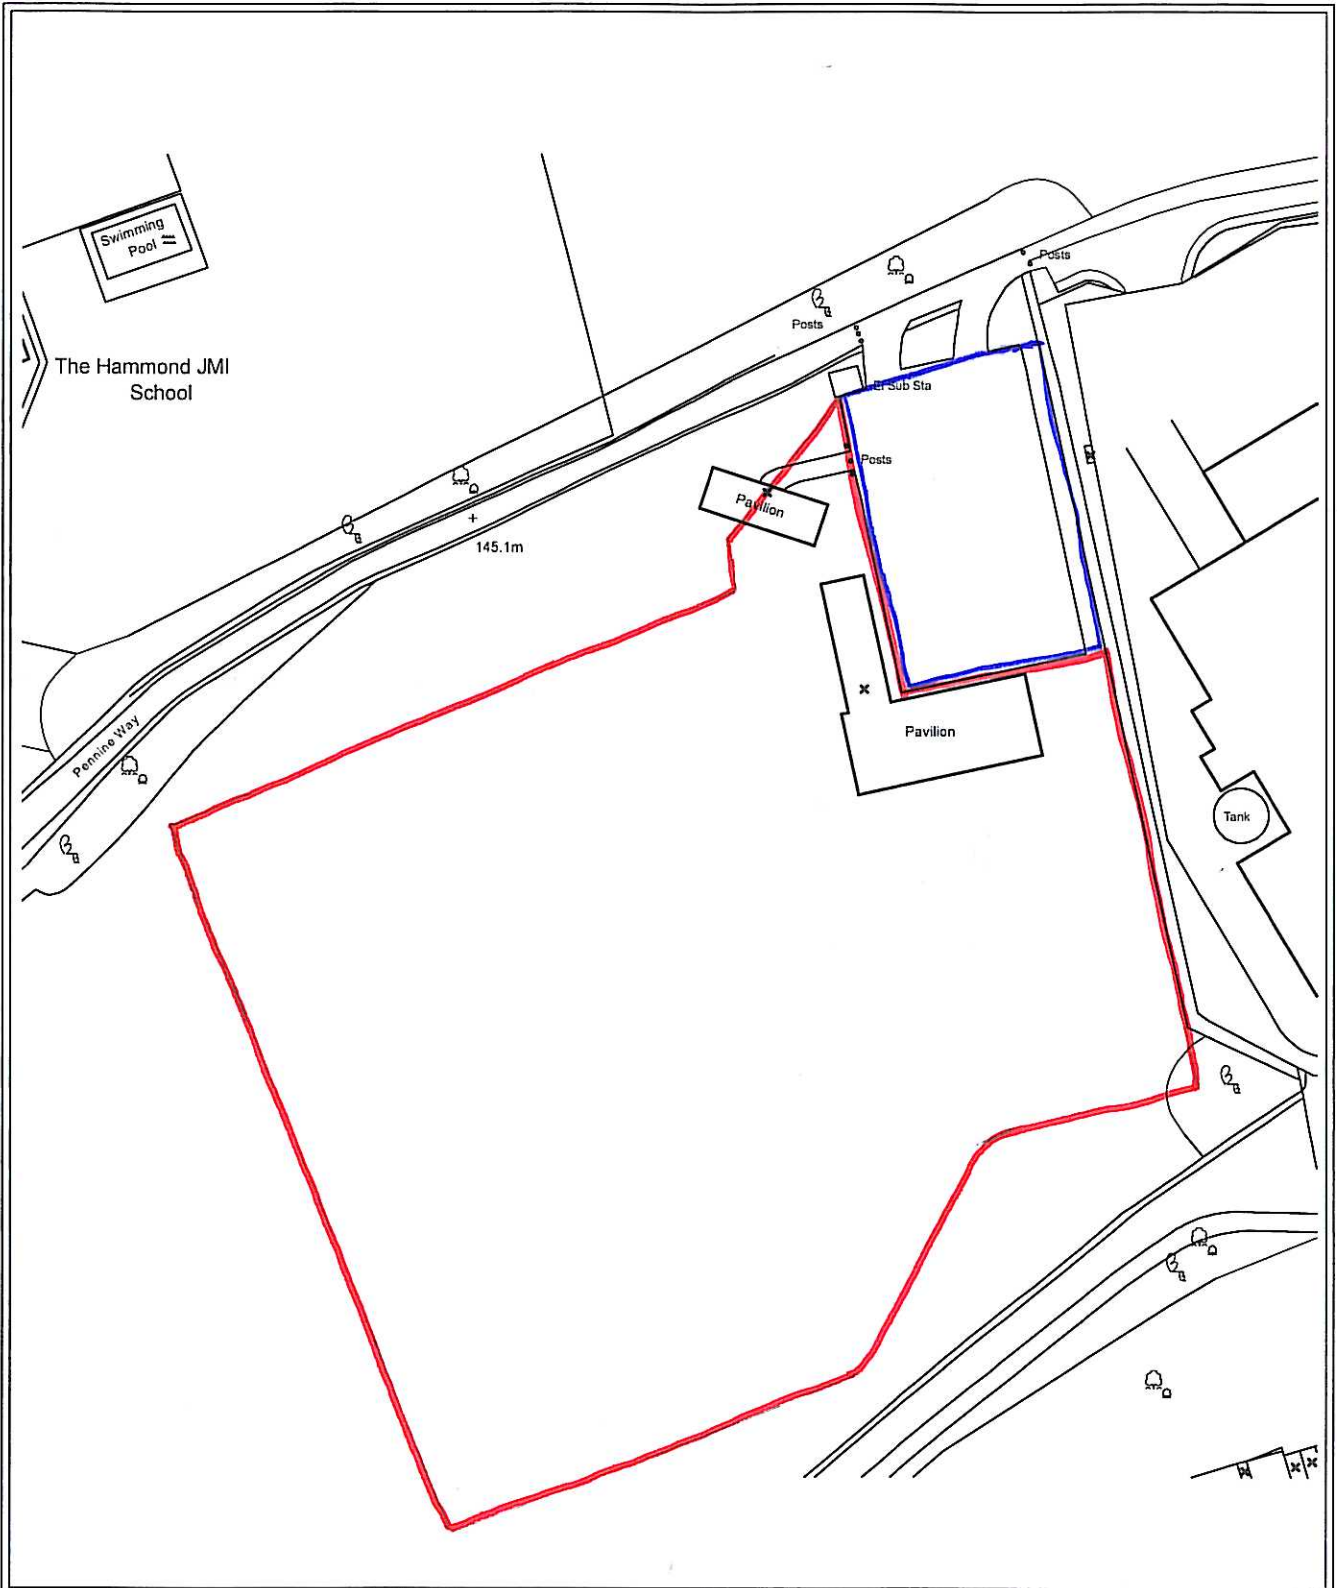 Swimming
Pool
The Hammond JMI
School
Posts
Posts
El Sub Sta
Posts
Pavilion
145.1m
Pennine Way
Pavilion
Tank